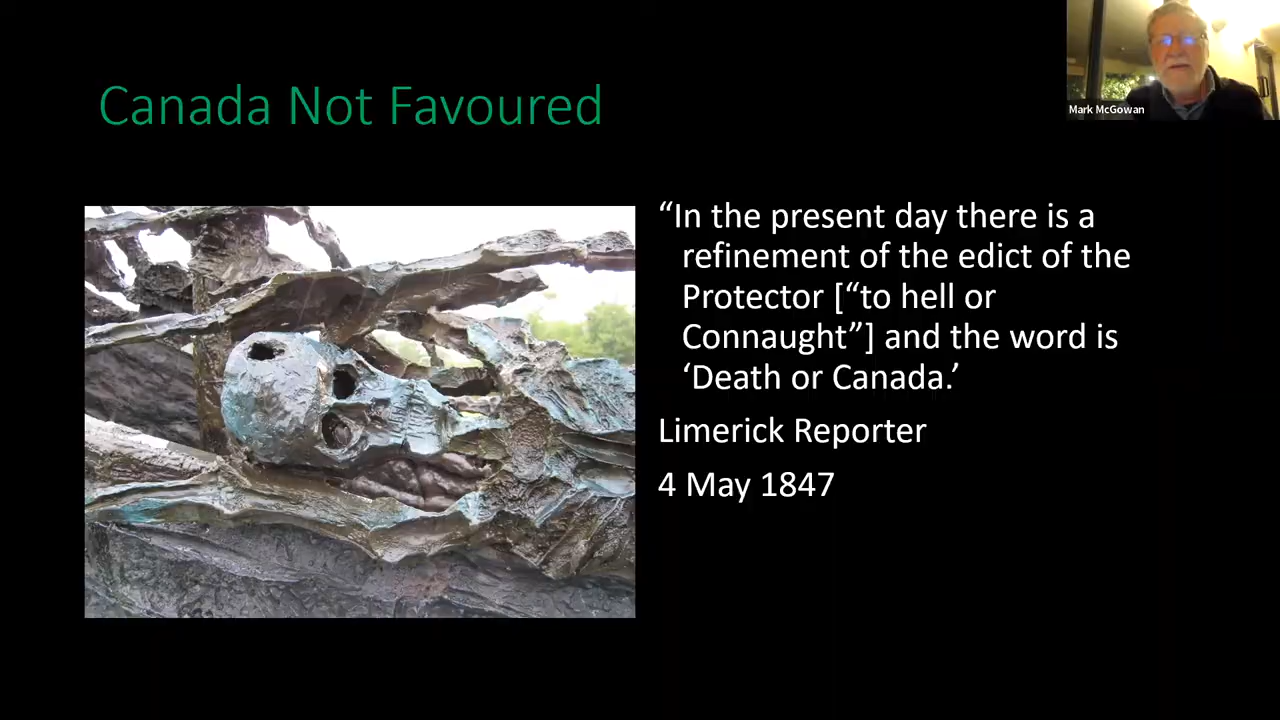 Mark McGowan
Canada Not Favoured
“In the present day there is a
refinement of the edict of the
Protector [“to hell or
Connaught”] and the word is
‘Death or Canada.’
Limerick Reporter
4 May 1847